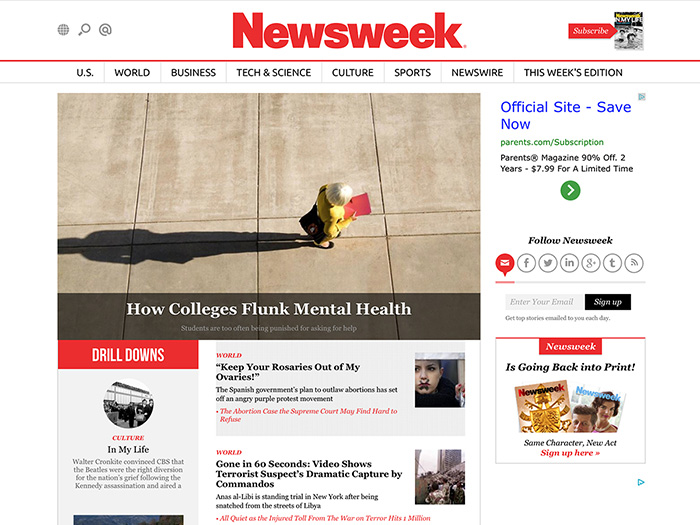 Newsweek
Subscribe
U.S. WORLD BUSINESS TECH & SCIENCE CULTURE SPORTS NEWSWIRE THIS WEEK'S EDITION
How Colleges Flunk Mental Health
Students are too often being punished for asking for help
DRILL DOWNS
CULTURE
In My Life
Walter Cronkite convineed CBS that
the Beatles were the right diversion
for the nation's grief following the
Kennedy assassination and aired a
WORLD
“Keep Your Rosaries Out of My
Ovaries!”
The Spanish government's plan to outlaw abortions has set
off an angry purple protest movement
• The Abortion Case the Supreme Court May Find Hard to
Refuse
WORLD
Gone in 60 Seconds: Video Shows
Terrorist Suspect's Dramatic Capture by
Commandos
Anas al-Libi is standing trial in New York after being
snatched from the streets of Libya
• All Quiet as the Injured Toll From The War on Terror Hits 1 Million
Official Site - Save
Now
parents.com/Subscription
Parents® Magazine 90% Off. 2
Years - $7.99 For A Limited Time
Follow Newsweek
Enter Your Email Sign up
Get top stories emailed to you each day.
Newsweek
Is Going Back into Print!
Newsweek
Newsweek
Same Character, New Act
Sign up here »